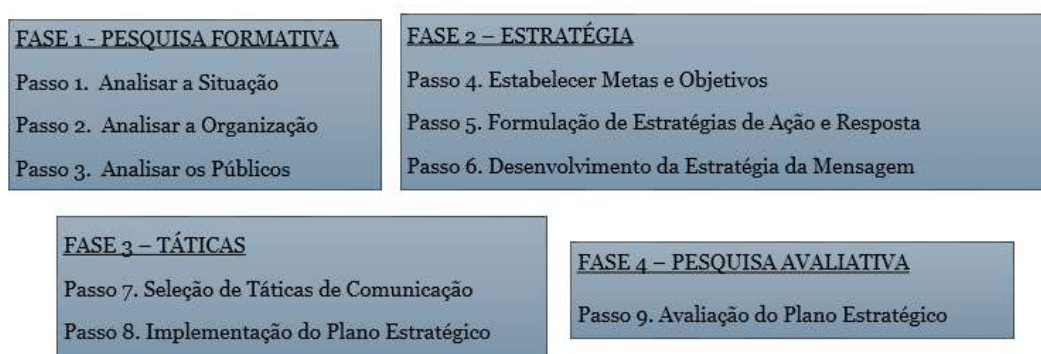 FASE 1 - PESQUISA FORMATIVA
Passo 1. Analisar a Situação
Passo 2. Analisar a Organização
Passo 3. Analisar os Públicos
FASE 2 – ESTRATÉGIA
Passo 4. Estabelecer Metas e Objetivos
Passo 5. Formulação de Estratégias de Ação e Resposta
Passo 6. Desenvolvimento da Estratégia da Mensagem
FASE 3 – TÁTICAS
Passo 7. Seleção de Táticas de Comunicação
Passo 8. Implementação do Plano Estratégico
FASE 4 – PESQUISA AVALIATIVA
Passo 9. Avaliação do Plano Estratégico